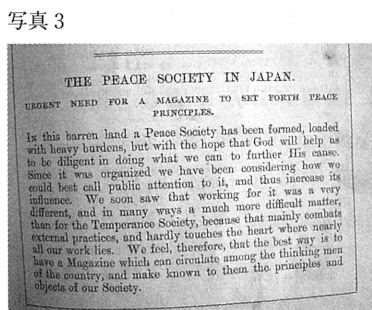 写真 3
THE PEACE SOCIETY IN JAPAN.
URGENT NEED FOR A MAGAZINE TO SET FORTH PEACE
PRINCIPLES.
IN this barren land a Peace Society has been formed, loaded
with heavy burdens, but with the hope that God will help us
to be diligent in doing what we can to further His cause.
Since it was organized we have been considering how we
could best call public attention to it, and thus increase its
influence. We soon saw that working for it was a very
different, and in many ways a much more difficult matter,
than for the Temperance Society, because that mainly combats
external practices, and hardly touches the heart where nearly
all our work lies. We feel, therefore, that the best way is to
have a Magazine which can circulate among the thinking men
of the country, and make known to them the principles and
objects of our Society.